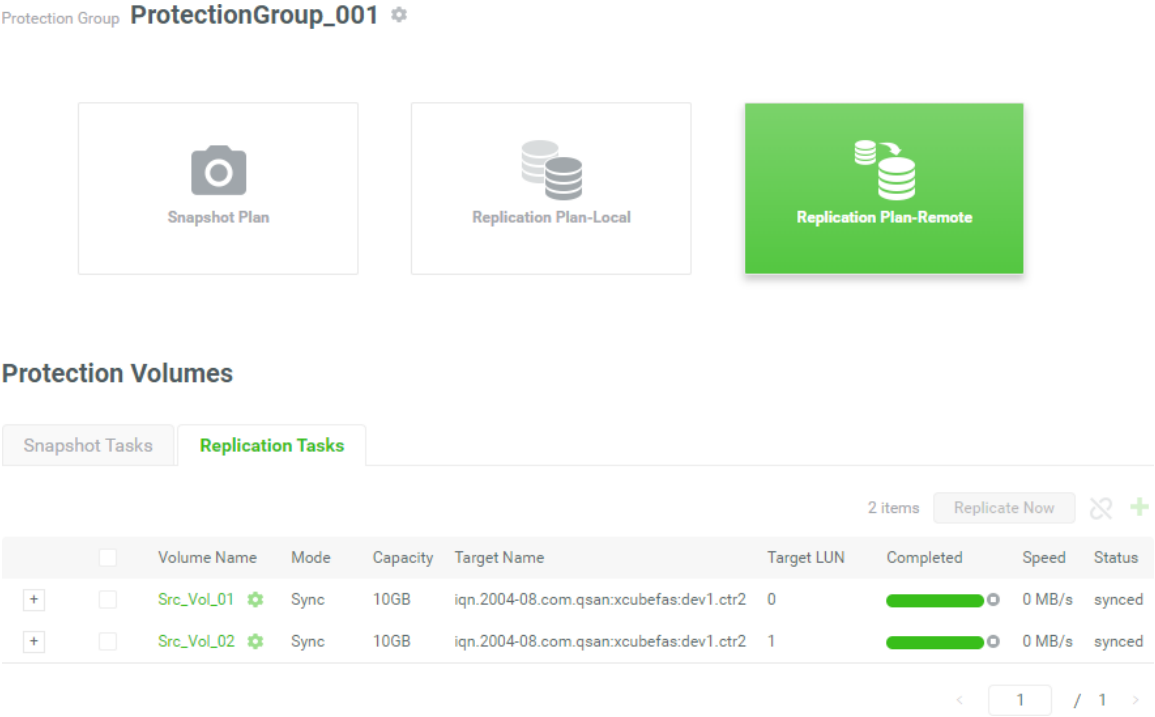 Protection Group ProtectionGroup_001
Snapshot Plan Replication Plan-Local Replication Plan-Remote
Protection Volumes
Snapshot Tasks Replication Tasks
2 items Replicate Now
Volume Name Mode Capacity Target Name Target LUN Completed Speed Status
+ Src_Vol_01 Sync 10GB iqn.2004-08.com.qsan:xcubefas:dev1.ctr2 0 0 MB/s synced
+ Src_Vol_02 Sync 10GB iqn.2004-08.com.qsan:xcubefas:dev1.ctr2 1 0 MB/s synced
< 1 / 1 >